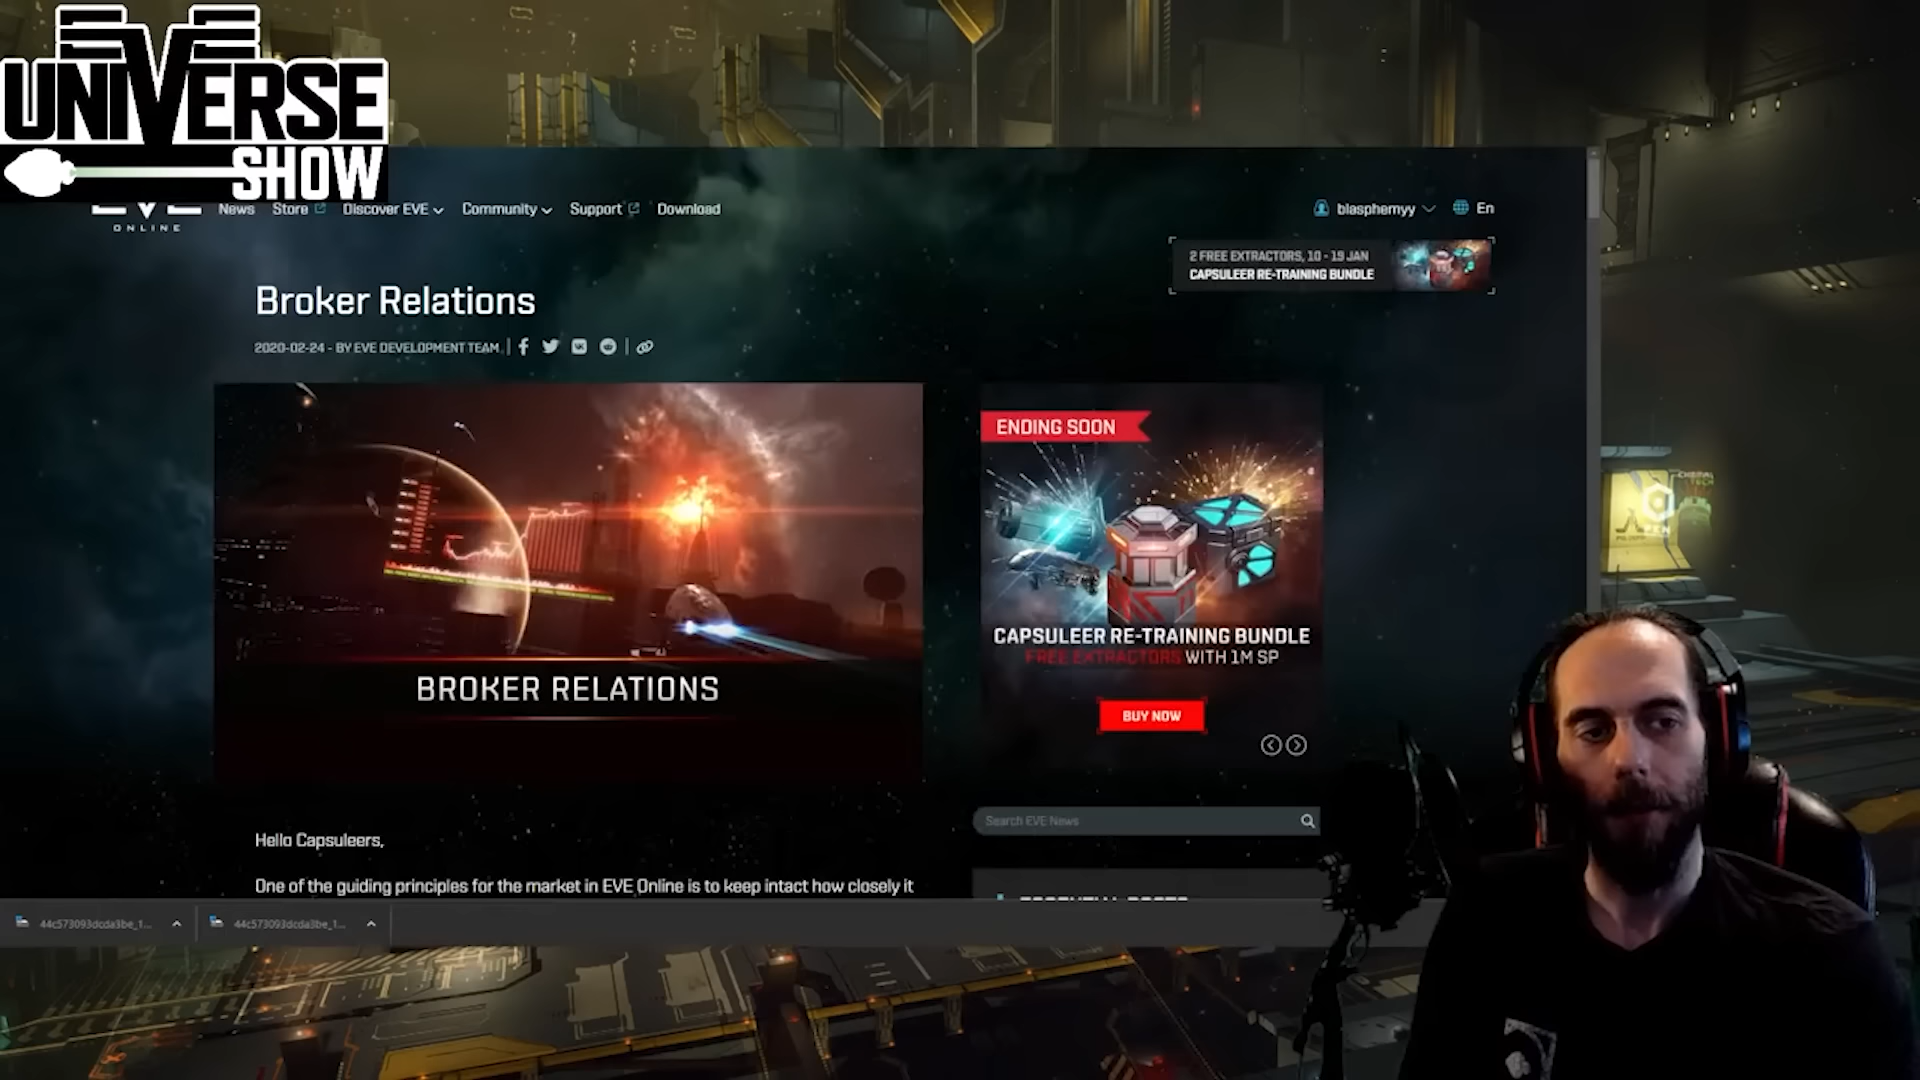 EVE
UNIVERSE
SHOW
EVE
ONLINE
News Store Discover EVE Community Support Download
blasphemyy En
2 FREE EXTRACTORS, 10 - 19 JAN
CAPSULEER RE-TRAINING BUNDLE
Broker Relations
2020-02-24 - BY EVE DEVELOPMENT TEAM
ENDING SOON
BROKER RELATIONS
CAPSULEER RE-TRAINING BUNDLE
FREE EXTRACTORS WITH 1M SP
BUY NOW
Search EVE News
Hello Capsuleers,
One of the guiding principles for the market in EVE Online is to keep intact how closely it
44c573093dcda3be_1... 44c573093dcda3be_1...